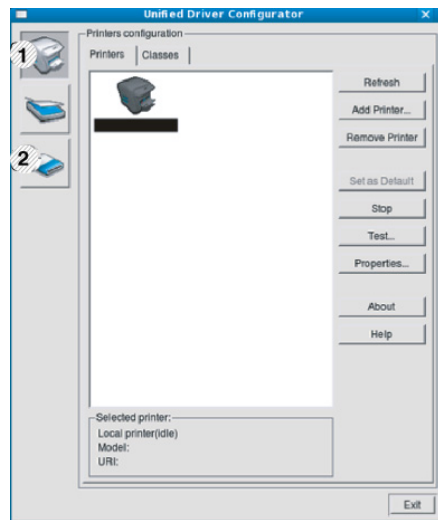 Unified Driver Configurator
Printers configuration
1
Printers
Classes
Refresh
Add Printer...
Remove Printer
2
Set as Default
Stop
Test...
Properties...
About
Help
Selected printer:
Local printer(idle)
Model:
URI:
Exit